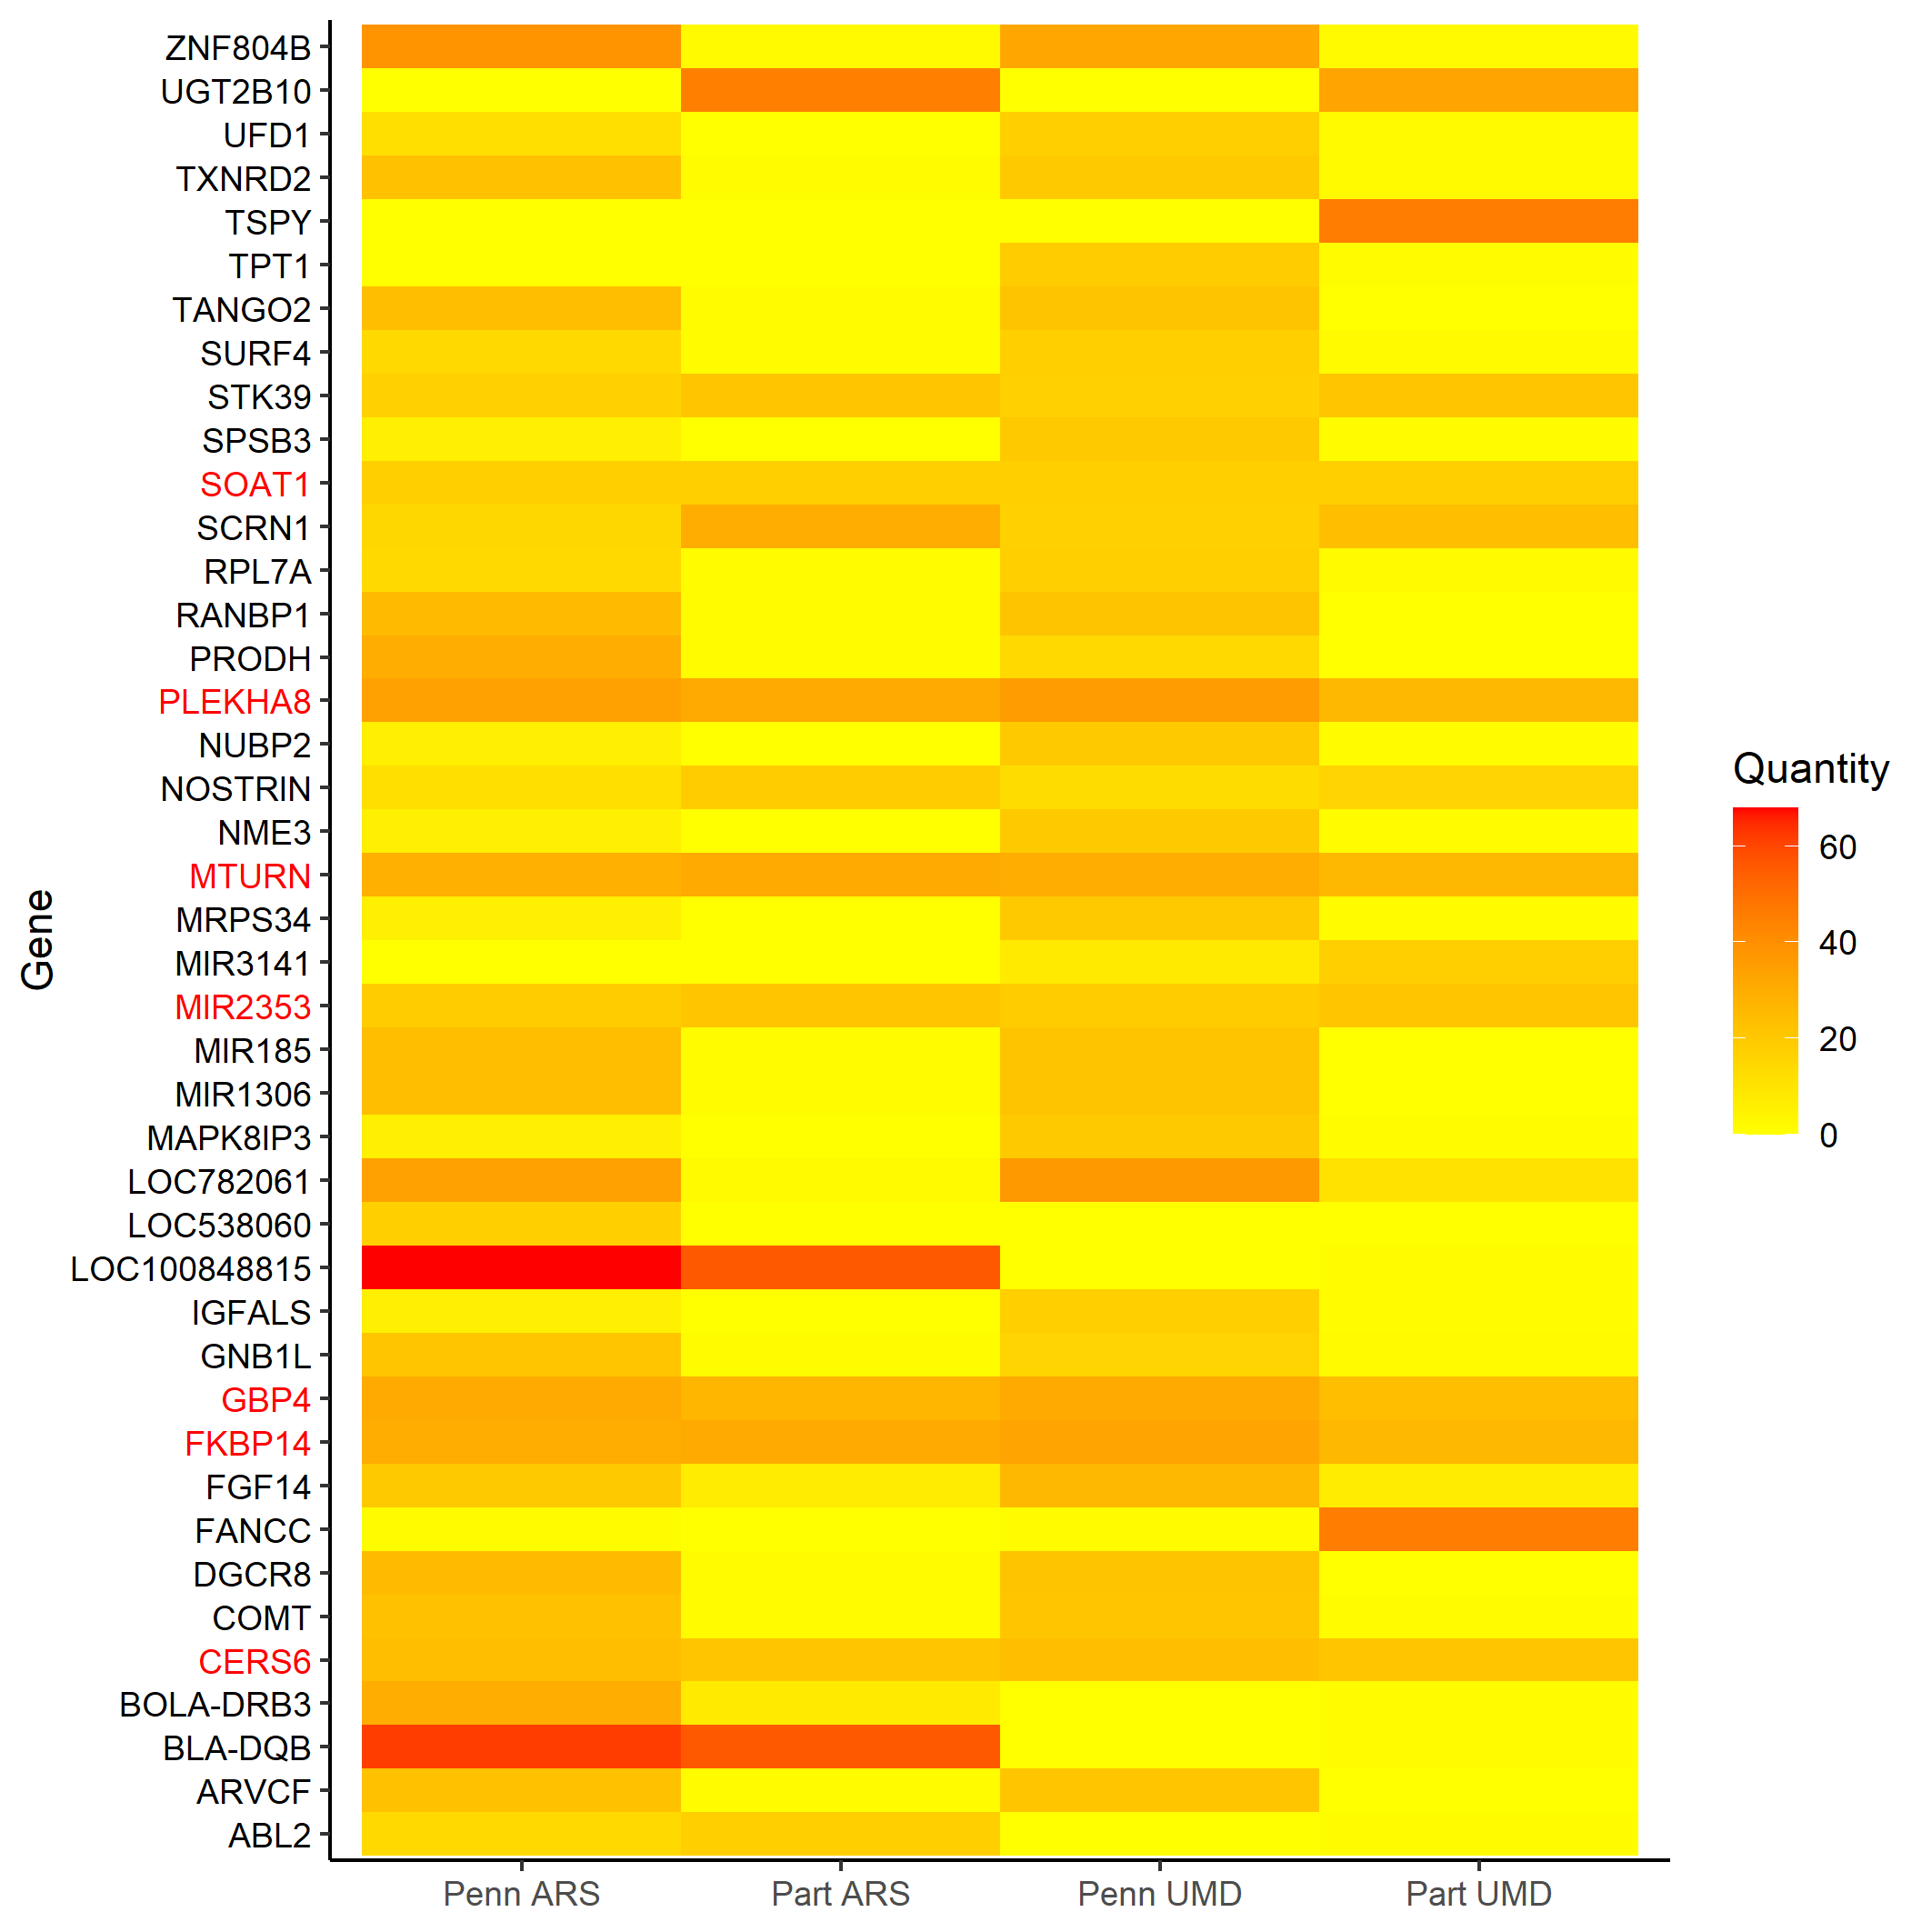 ZNF804B
UGT2B10
UFD1
TXNRD2
TSPY
TPT1
TANGO2
SURF4
STK39
SPSB3
SOAT1
SCRN1
RPL7A
RANBP1
PRODH
PLEKHA8
NUBP2
NOSTRIN
NME3
MTURN
MRPS34
MIR3141
MIR2353
MIR185
MIR1306
MAPK8IP3
LOC782061
LOC538060
LOC100848815
IGFALS
GNB1L
GBP4
FKBP14
FGF14
FANCC
DGCR8
COMT
CERS6
BOLA-DRB3
BLA-DQB
ARVCF
ABL2
Gene
Penn ARS
Part ARS
Penn UMD
Part UMD
Quantity
60
40
20
0